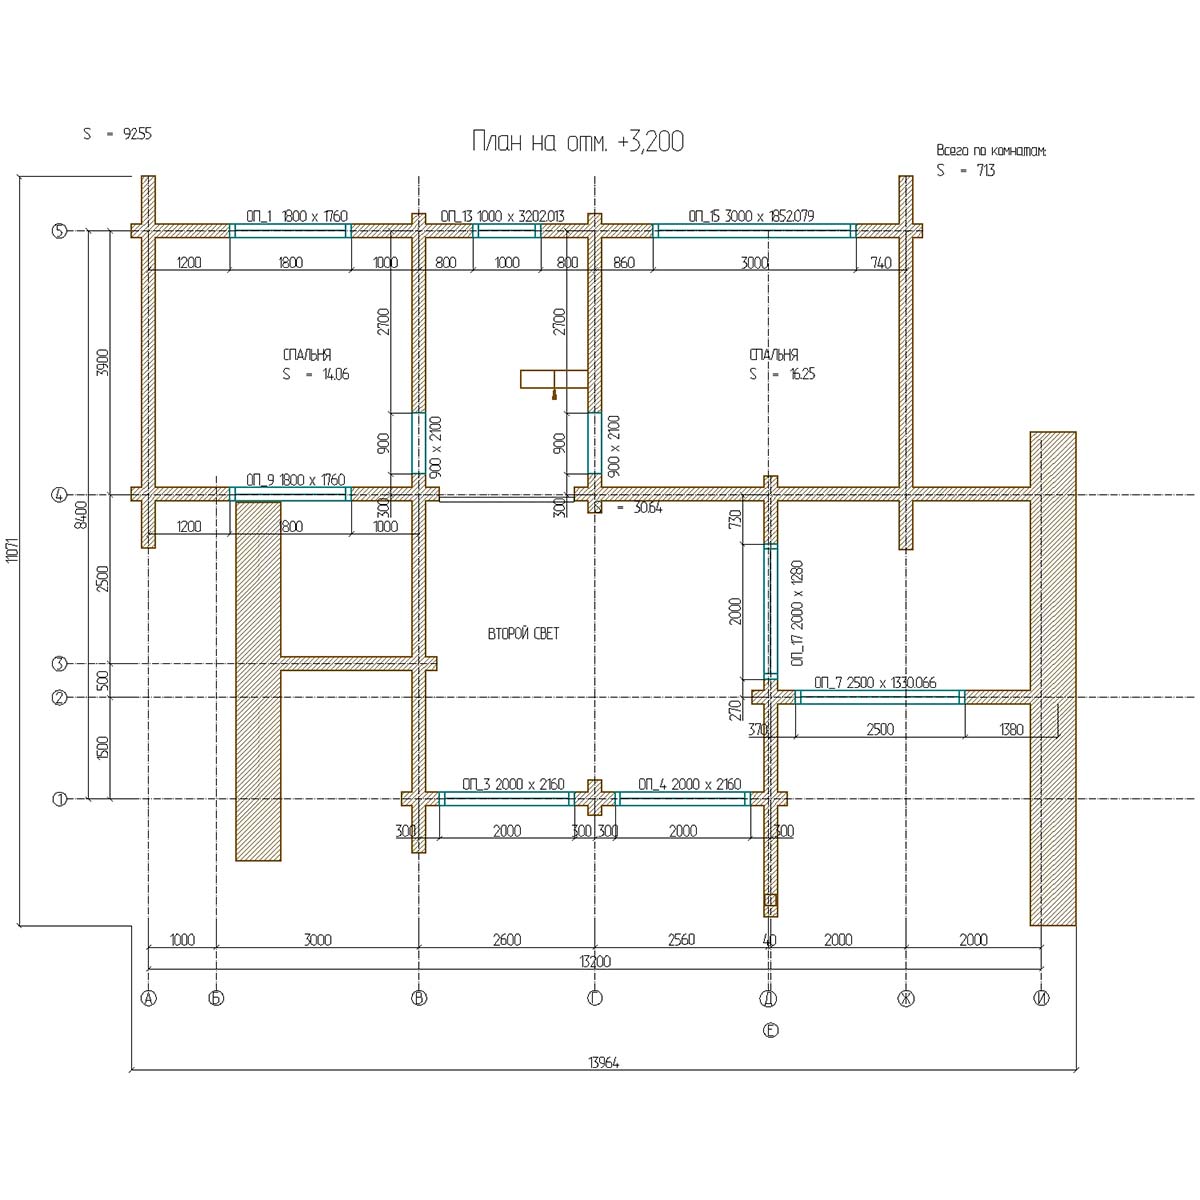 S = 92.55
План на отм. +3,200
Всего по комнатам:
S = 71.3
ОП_1 1800 x 1760
ОП_13 1000 x 3202.013
ОП_15 3000 x 1852.079
5
1200
1800
1000
800
1000
800
860
3000
740
2700
2700
3900
СПАЛЬНЯ
S = 14.06
СПАЛЬНЯ
S = 16.25
900
900 x 2100
900
900 x 2100
ОП_9 1800 x 1760
4
300
300
S = 30.64
8400
1200
1800
1000
730
11071
2500
2000
ОП_17 2000 x 1280
ВТОРОЙ СВЕТ
3
500
ОП_7 2500 x 1330.066
2
270
370
2500
1380
1500
ОП_3 2000 x 2160
ОП_4 2000 x 2160
1
300
2000
300
300
2000
300
1000
3000
2600
2560
40
2000
2000
13200
А
Б
В
Г
Д
Ж
И
Е
13964